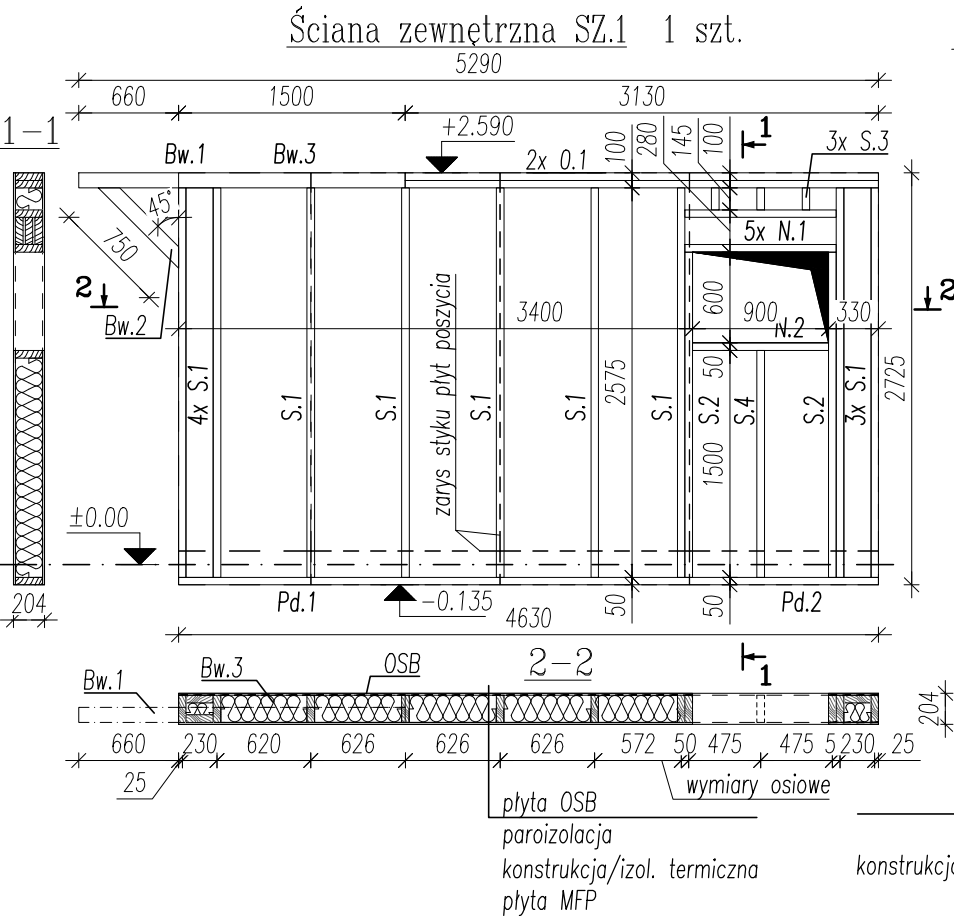 Ściana zewnętrzna SZ.1 1 szt.
5290
660 1500 3130
1-1
+2.590
1
3x S.3
Bw.1 Bw.3
2x O.1
100 280 145 100
45°
750
5x N.1
2 2
Bw.2
3400 600 900 330
N.2
4x S.1 S.1 S.1 zarys styku płyt poszycia S.1 S.1 2575 S.1 S.2 50 S.4 S.2 3x S.1 2725
1500
±0.00
204
Pd.1 -0.135 50 50 Pd.2
4630
2-2
1
Bw.1 Bw.3 OSB
204
660 230 620 626 626 626 572 50 475 475 5 230 25
25
wymiary osiowe
płyta OSB
paroizolacja
konstrukcja/izol. termiczna
płyta MFP